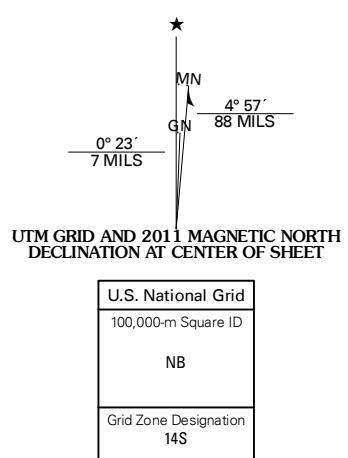 ★
MN
4° 57´
88 MILS
GN
0° 23´
7 MILS
UTM GRID AND 2011 MAGNETIC NORTH
DECLINATION AT CENTER OF SHEET
U.S. National Grid
100,000-m Square ID
NB
Grid Zone Designation
14S